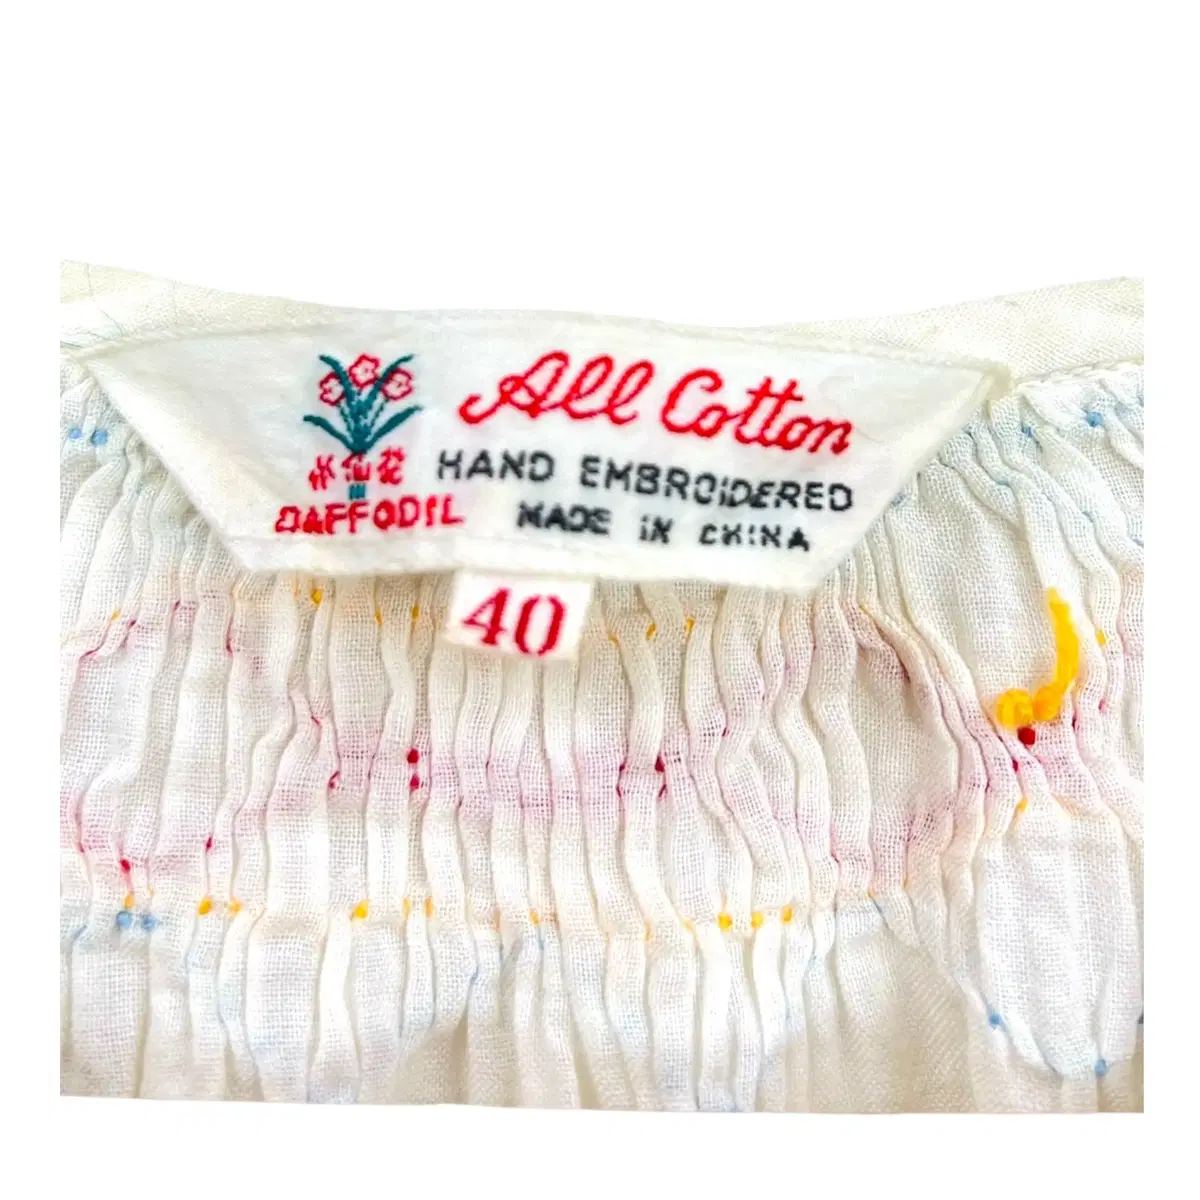 All Cotton
水仙花
HAND EMBROIDERED
DAFFODIL
MADE IN CHINA
40